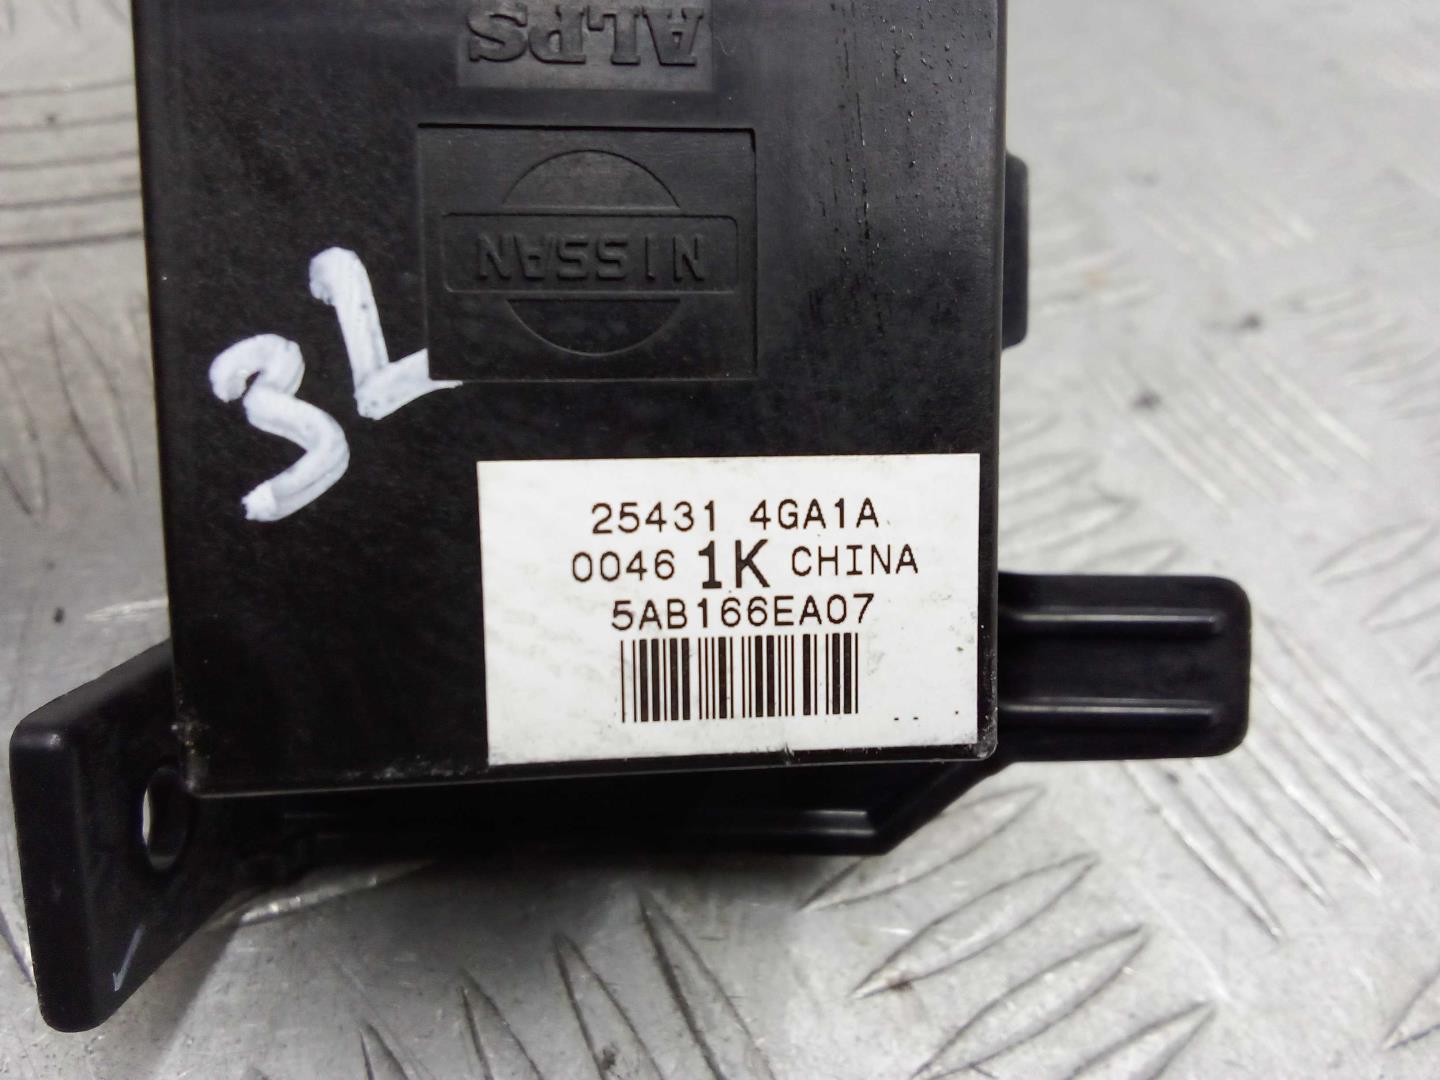 ALPS
NISSAN
3L
25431 4GA1A
0046 1K CHINA
5AB166EA07